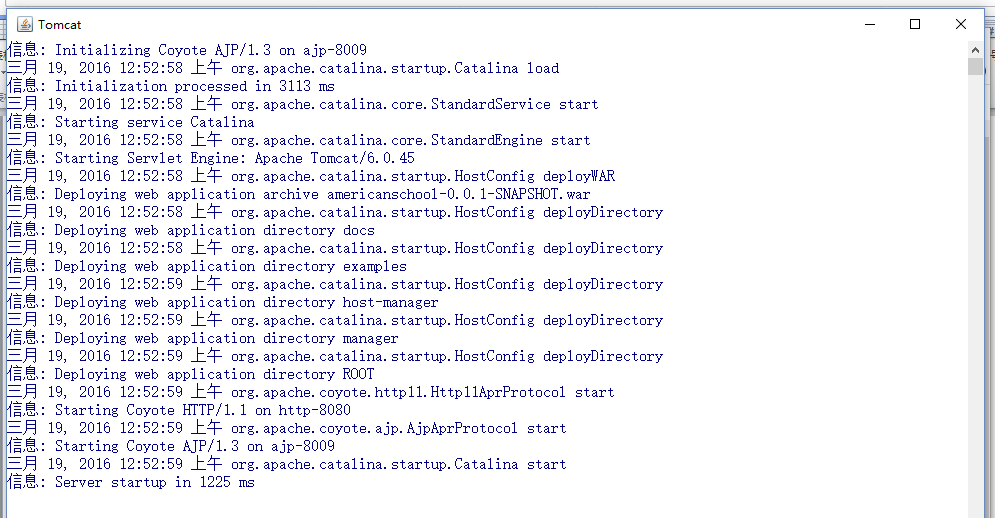 Tomcat
信息: Initializing Coyote AJP/1.3 on ajp-8009
三月 19, 2016 12:52:58 上午 org.apache.catalina.startup.Catalina load
信息: Initialization processed in 3113 ms
三月 19, 2016 12:52:58 上午 org.apache.catalina.core.StandardService start
信息: Starting service Catalina
三月 19, 2016 12:52:58 上午 org.apache.catalina.core.StandardEngine start
信息: Starting Servlet Engine: Apache Tomcat/6.0.45
三月 19, 2016 12:52:58 上午 org.apache.catalina.startup.HostConfig deployWAR
信息: Deploying web application archive americanschool-0.0.1-SNAPSHOT.war
三月 19, 2016 12:52:58 上午 org.apache.catalina.startup.HostConfig deployDirectory
信息: Deploying web application directory docs
三月 19, 2016 12:52:58 上午 org.apache.catalina.startup.HostConfig deployDirectory
信息: Deploying web application directory examples
三月 19, 2016 12:52:59 上午 org.apache.catalina.startup.HostConfig deployDirectory
信息: Deploying web application directory host-manager
三月 19, 2016 12:52:59 上午 org.apache.catalina.startup.HostConfig deployDirectory
信息: Deploying web application directory manager
三月 19, 2016 12:52:59 上午 org.apache.catalina.startup.HostConfig deployDirectory
信息: Deploying web application directory ROOT
三月 19, 2016 12:52:59 上午 org.apache.coyote.http11.Http11AprProtocol start
信息: Starting Coyote HTTP/1.1 on http-8080
三月 19, 2016 12:52:59 上午 org.apache.coyote.ajp.AjpAprProtocol start
信息: Starting Coyote AJP/1.3 on ajp-8009
三月 19, 2016 12:52:59 上午 org.apache.catalina.startup.Catalina start
信息: Server startup in 1225 ms